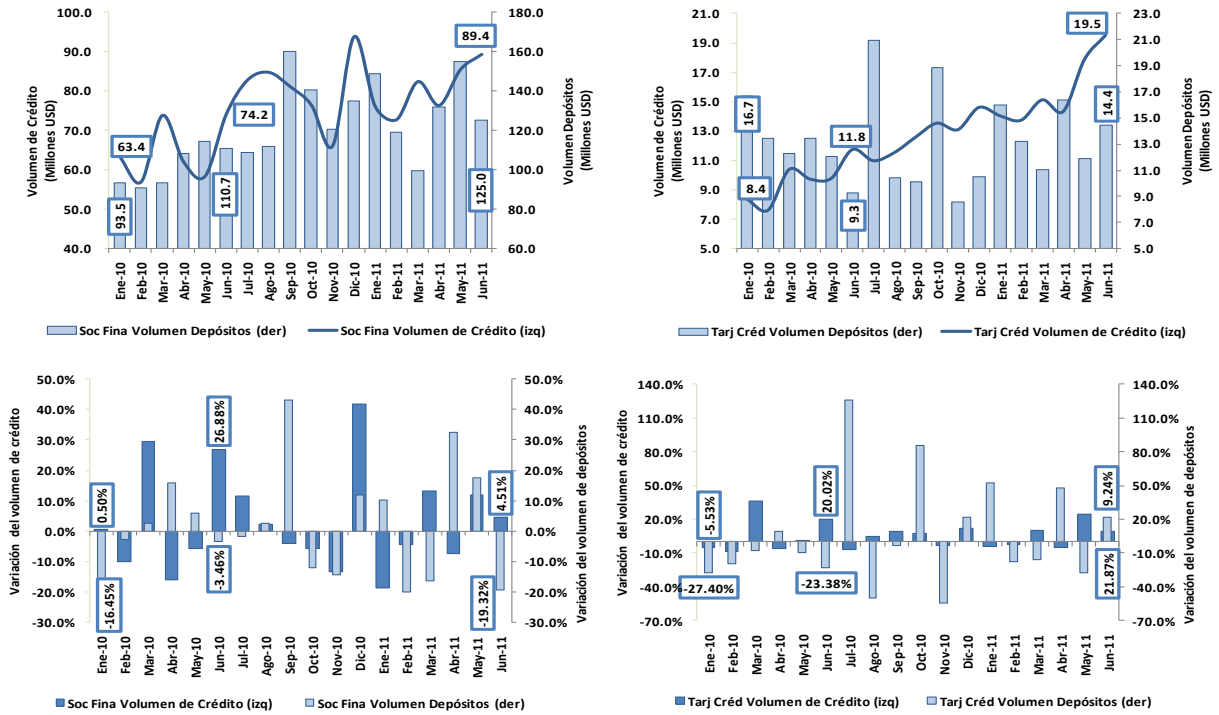 100.0
90.0
80.0
70.0
60.0
50.0
40.0
Volumen de Crédito
(Millones USD)
180.0
160.0
140.0
120.0
100.0
80.0
60.0
Volumen Depósitos
(Millones USD)
63.4
93.5
110.7
74.2
89.4
125.0
Ene-10
Feb-10
Mar-10
Abr-10
May-10
Jun-10
Jul-10
Ago-10
Sep-10
Oct-10
Nov-10
Dic-10
Ene-11
Feb-11
Mar-11
Abr-11
May-11
Jun-11
Soc Fina Volumen Depósitos (der)
Soc Fina Volumen de Crédito (izq)
21.0
19.0
17.0
15.0
13.0
11.0
9.0
7.0
5.0
Volumen de Crédito
(Millones USD)
23.0
21.0
19.0
17.0
15.0
13.0
11.0
9.0
7.0
5.0
Volumen Depósitos
(Millones USD)
16.7
8.4
11.8
9.3
19.5
14.4
Ene-10
Feb-10
Mar-10
Abr-10
May-10
Jun-10
Jul-10
Ago-10
Sep-10
Oct-10
Nov-10
Dic-10
Ene-11
Feb-11
Mar-11
Abr-11
May-11
Jun-11
Tarj Créd Volumen Depósitos (der)
Tarj Créd Volumen de Crédito (izq)
50.0%
40.0%
30.0%
20.0%
10.0%
0.0%
-10.0%
-20.0%
-30.0%
Variación del volumen de crédito
50.0%
40.0%
30.0%
20.0%
10.0%
0.0%
-10.0%
-20.0%
-30.0%
Variación del volumen de depósitos
0.50%
-16.45%
26.88%
-3.46%
4.51%
-19.32%
Ene-10
Feb-10
Mar-10
Abr-10
May-10
Jun-10
Jul-10
Ago-10
Sep-10
Oct-10
Nov-10
Dic-10
Ene-11
Feb-11
Mar-11
Abr-11
May-11
Jun-11
Soc Fina Volumen de Crédito (izq)
Soc Fina Volumen Depósitos (der)
140.0%
110.0%
80.0%
50.0%
20.0%
-10.0%
-40.0%
-70.0%
Variación del volumen de crédito
140.0%
110.0%
80.0%
50.0%
20.0%
-10.0%
-40.0%
-70.0%
Variación del volumen de depósitos
-5.53%
-27.40%
20.02%
-23.38%
9.24%
21.87%
Ene-10
Feb-10
Mar-10
Abr-10
May-10
Jun-10
Jul-10
Ago-10
Sep-10
Oct-10
Nov-10
Dic-10
Ene-11
Feb-11
Mar-11
Abr-11
May-11
Jun-11
Tarj Créd Volumen de Crédito (izq)
Tarj Créd Volumen Depósitos (der)